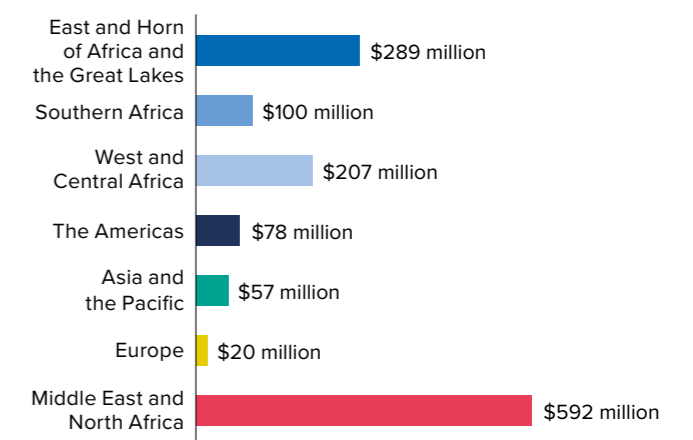 East and Horn
of Africa and
the Great Lakes
$289 million
Southern Africa
$100 million
West and
Central Africa
$207 million
The Americas
$78 million
Asia and
the Pacific
$57 million
Europe
$20 million
Middle East and
North Africa
$592 million